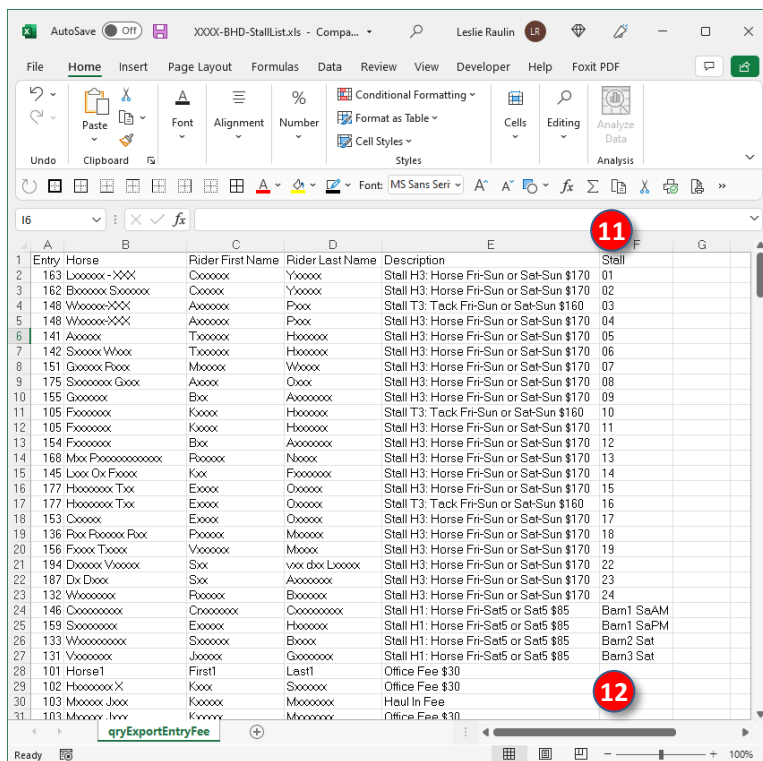 AutoSave Off XXXX-BHD-StallList.xls - Compa... Leslie Raulin LR
File Home Insert Page Layout Formulas Data Review View Developer Help Foxit PDF
Paste Font Alignment Number Conditional Formatting Format as Table Cell Styles Cells Editing Analyze Data
Undo Clipboard Styles Analysis
Font: MS Sans Seri
I6 fx
11
A B C D E F G
1 Entry Horse Rider First Name Rider Last Name Description Stall
2 163 Lxxxxxx - XXX Cxxxxxx Yxxxxx Stall H3: Horse Fri-Sun or Sat-Sun $170 01
3 162 Bxxxxxx Sxxxxxx Cxxxxx Yxxxxx Stall H3: Horse Fri-Sun or Sat-Sun $170 02
4 148 Wxxxxx-XXX Axxxxxx Pxxx Stall T3: Tack Fri-Sun or Sat-Sun $160 03
5 148 Wxxxxx-XXX Axxxxxx Pxxx Stall H3: Horse Fri-Sun or Sat-Sun $170 04
6 141 Axxxxx Txxxxxx Hxxxxxx Stall H3: Horse Fri-Sun or Sat-Sun $170 05
7 142 Sxxxxx Wxxx Txxxxxx Hxxxxxx Stall H3: Horse Fri-Sun or Sat-Sun $170 06
8 151 Gxxxxx Rxxx Mxxxxx Wxxxx Stall H3: Horse Fri-Sun or Sat-Sun $170 07
9 175 Sxxxxxxx Gxxx Axxxx Oxxx Stall H3: Horse Fri-Sun or Sat-Sun $170 08
10 155 Gxxxxxx Bxx Axxxxxxx Stall H3: Horse Fri-Sun or Sat-Sun $170 09
11 105 Fxxxxxxx Kxxxx Hxxxxxx Stall T3: Tack Fri-Sun or Sat-Sun $160 10
12 105 Fxxxxxxx Kxxxx Hxxxxxx Stall H3: Horse Fri-Sun or Sat-Sun $170 11
13 154 Fxxxxxxx Bxx Axxxxxxx Stall H3: Horse Fri-Sun or Sat-Sun $170 12
14 168 Mxx Pxxxxxxxxxxxx Rxxxxx Nxxxx Stall H3: Horse Fri-Sun or Sat-Sun $170 13
15 145 Lxxx Ox Fxxxx Kxx Fxxxxxxx Stall H3: Horse Fri-Sun or Sat-Sun $170 14
16 177 Hxxxxxxx Txx Exxxx Oxxxxx Stall H3: Horse Fri-Sun or Sat-Sun $170 15
17 177 Hxxxxxxx Txx Exxxx Oxxxxx Stall T3: Tack Fri-Sun or Sat-Sun $160 16
18 153 Cxxxxx Exxxx Oxxxxx Stall H3: Horse Fri-Sun or Sat-Sun $170 17
19 136 Rxx Rxxxxx Rxx Pxxxxx Mxxxxx Stall H3: Horse Fri-Sun or Sat-Sun $170 18
20 156 Fxxxx Txxxx Vxxxxxx Mxxxx Stall H3: Horse Fri-Sun or Sat-Sun $170 19
21 194 Dxxxxx Vxxxxx Sxx vxx dxx Lxxxxx Stall H3: Horse Fri-Sun or Sat-Sun $170 22
22 187 Dx Dxxx Sxx Axxxxxxx Stall H3: Horse Fri-Sun or Sat-Sun $170 23
23 132 Wxxxxxxx Rxxxxx Bxxxxxx Stall H3: Horse Fri-Sun or Sat-Sun $170 24
24 146 Cxxxxxxxxx Cnxxxxxx Cxxxxxxxxx Stall H1: Horse Fri-Sat5 or Sat5 $85 Barn1 SaAM
25 159 Sxxxxxxxx Exxxxx Hxxxxxx Stall H1: Horse Fri-Sat5 or Sat5 $85 Barn1 SaPM
26 133 Wxxxxxxxxx Sxxxxxx Bxxxx Stall H1: Horse Fri-Sat5 or Sat5 $85 Barn2 Sat
27 131 Vxxxxxxx Jxxxxx Gxxxxxxx Stall H1: Horse Fri-Sat5 or Sat5 $85 Barn3 Sat
28 101 Horse1 First1 Last1 Office Fee $30
29 102 Hxxxxxxx X Kxxx Sxxxxxx Office Fee $30
30 103 Mxxxxx Jxxx Kxxxxx Mxxxxxxx Haul In Fee
12
31 103 Mxxxxx Jxxx Kxxxxx Mxxxxxxx Office Fee $30
qryExportEntryFee
Ready 100%